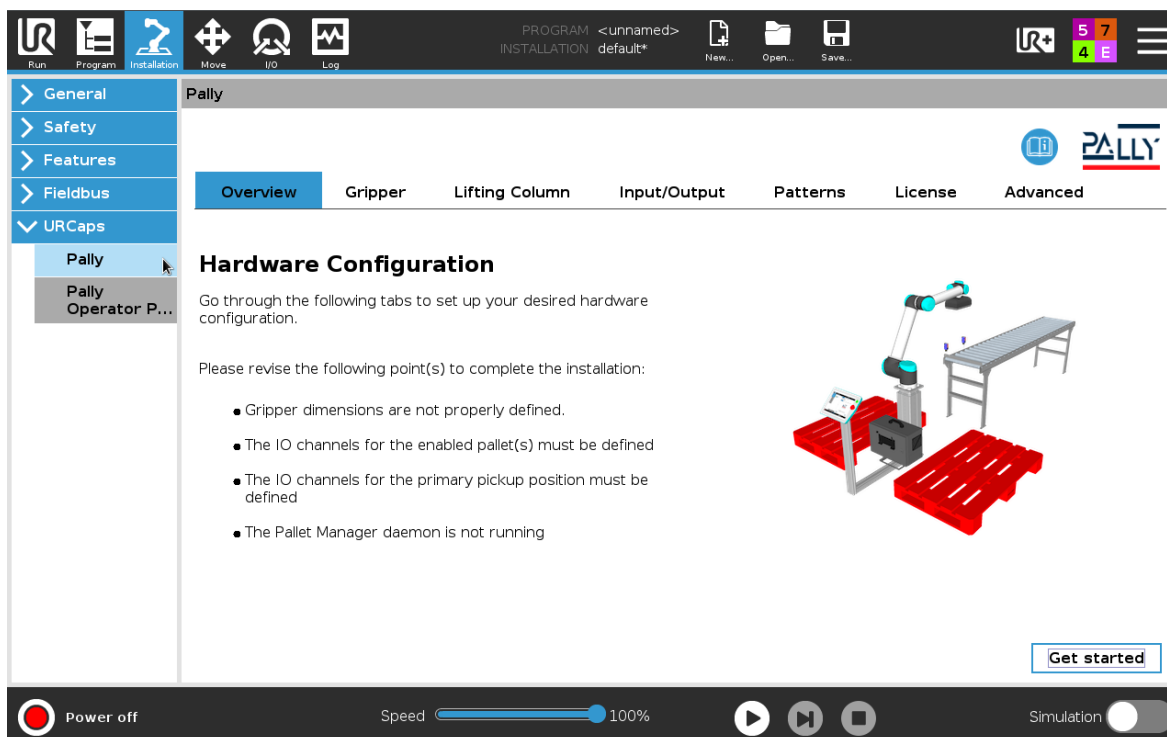 PROGRAM <unnamed>
INSTALLATION default*
Run Program Installation Move I/O Log New... Open... Save...
UR+
5 7
4 E
General
Safety
Features
Fieldbus
URCaps
Pally
Pally
Operator P...
Pally
PALLY
Overview Gripper Lifting Column Input/Output Patterns License Advanced
Hardware Configuration
Go through the following tabs to set up your desired hardware
configuration.
Please revise the following point(s) to complete the installation:
Gripper dimensions are not properly defined.
The IO channels for the enabled pallet(s) must be defined
The IO channels for the primary pickup position must be
defined
The Pallet Manager daemon is not running
Get started
Power off Speed 100% Simulation